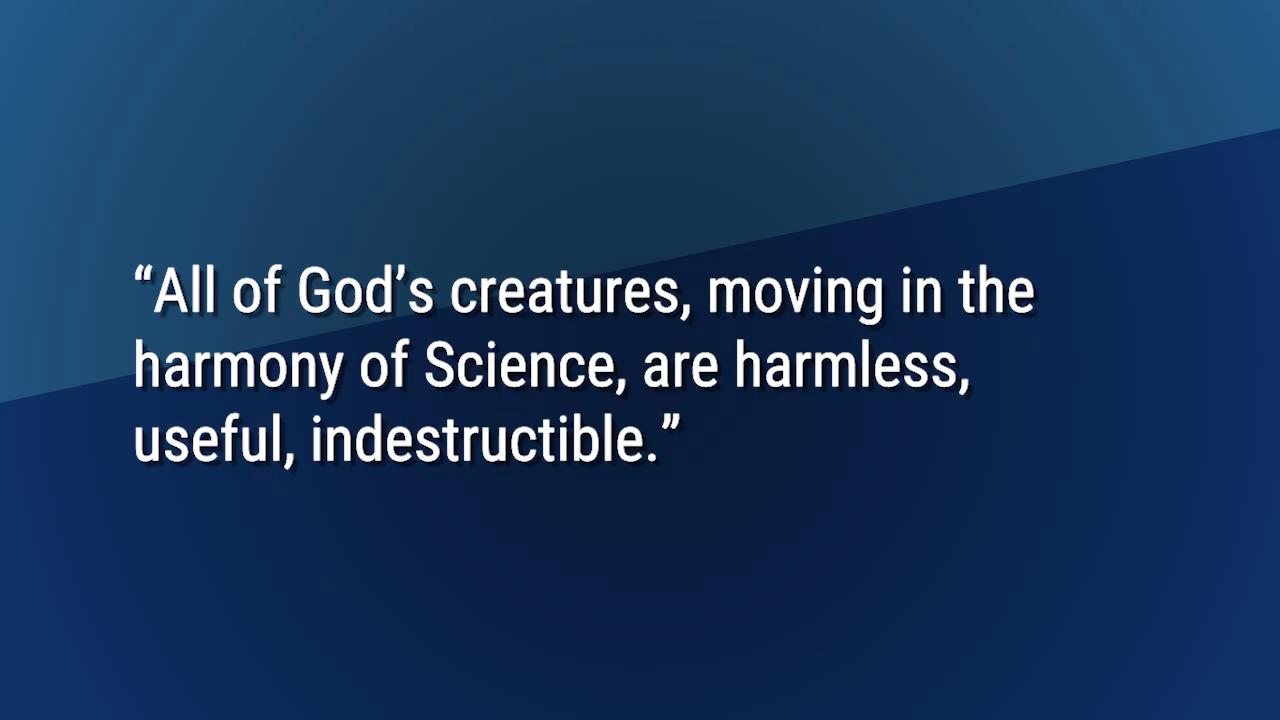 “All of God’s creatures, moving in the
harmony of Science, are harmless,
useful, indestructible.”